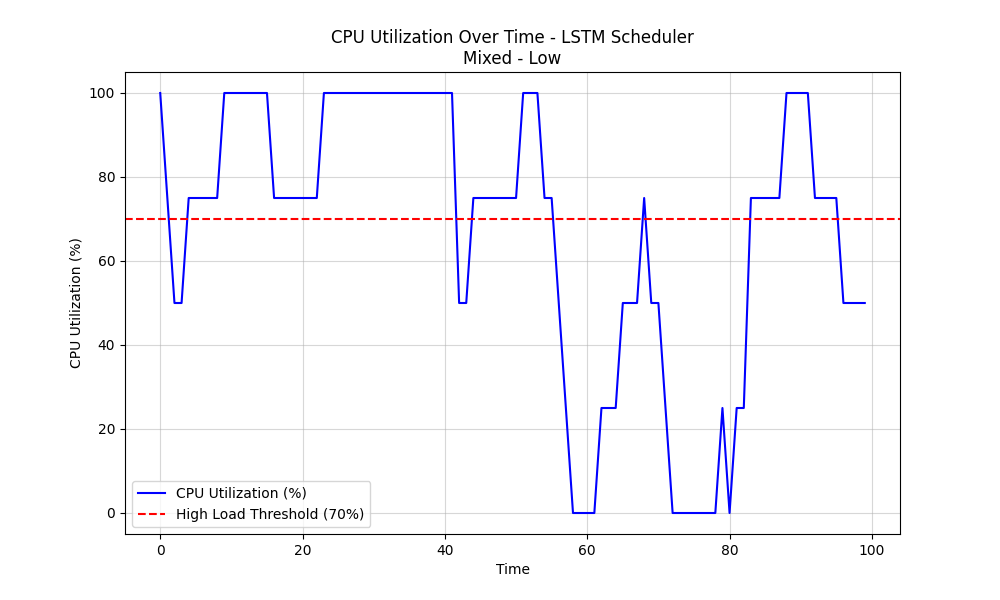 CPU Utilization Over Time - LSTM Scheduler
Mixed - Low
CPU Utilization (%)
100
80
60
40
20
0
CPU Utilization (%)
High Load Threshold (70%)
0 20 40 60 80 100
Time